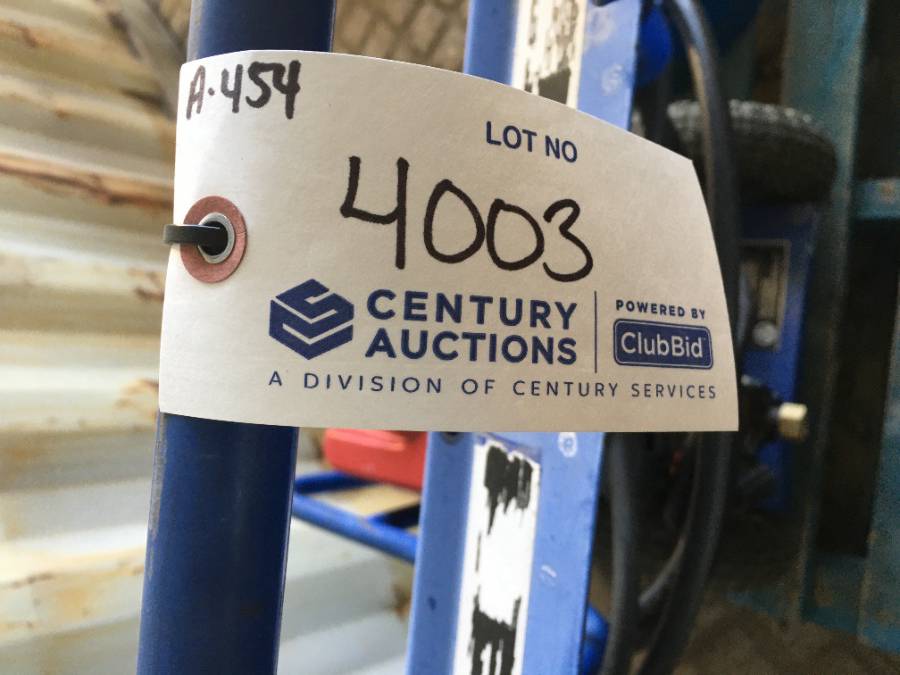 A-454
LOT NO
4003
CENTURY
AUCTIONS
POWERED BY
ClubBid
A DIVISION OF CENTURY SERVICES